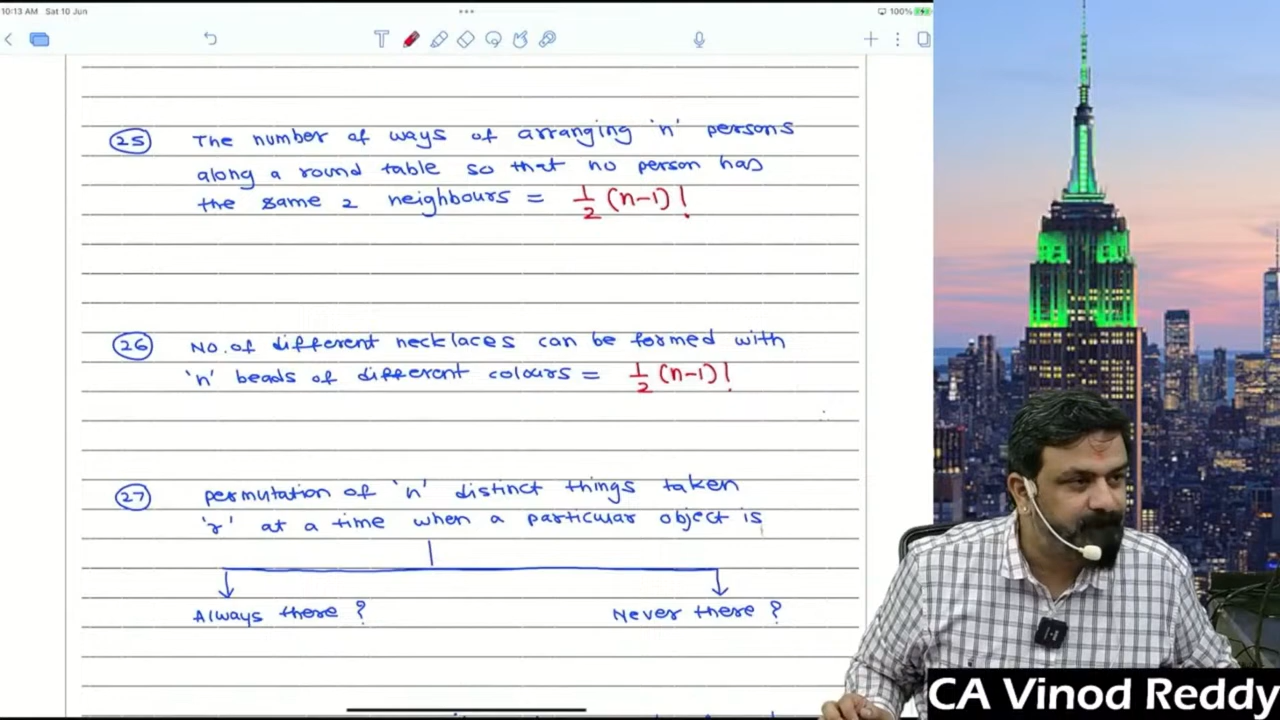 10:13 AM Sat 10 Jun
100%
T
25 The number of ways of arranging 'n' persons
along a round table so that no person has
the same 2 neighbours = 1/2 (n-1)!
26 No. of different necklaces can be formed with
'n' beads of different colours = 1/2 (n-1)!
27 permutation of 'n' distinct things taken
'r' at a time when a particular object is
Always there ? Never there ?
CA Vinod Reddy